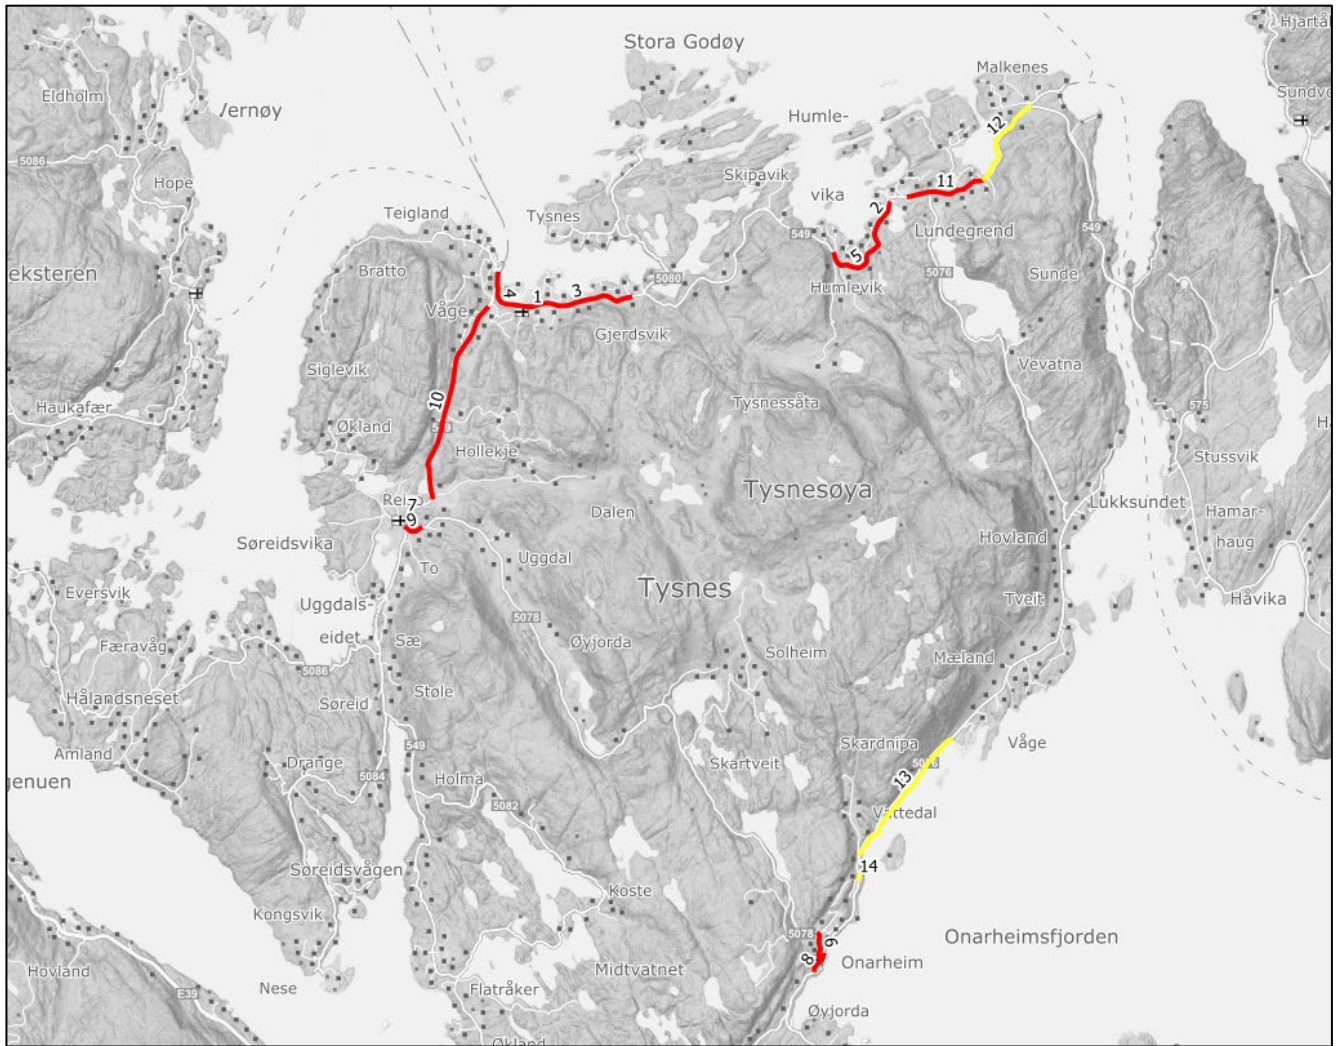 Hjartå
Stora Godøy
Malkenes
Eldholm
Vernøy
Humle-
Sundvo
12
5086
Hope
Skipavik
11
vika
Teigland
Tysnes
2
549
Lundegrend
549
eksteren
Bratto
5
5080
5076
Sunde
Humlevik
4
1
3
Våge
Gjerdsvik
Siglevik
Vevatna
Haukafær
10
Tysnessåta
575
549
Økland
Hollekje
Stussvik
Tysnesøya
Reino
7
Lukksundet
9
Dalen
Hamar-
haug
Søreidsvika
Hovland
Uggdal
To
Tysnes
Eversvik
Uggdals-
eidet
5078
Tveit
Håvika
Færavåg
Sæ
Øyjorda
Solheim
Mæland
5086
Hålandsneset
Støle
Søreid
Amland
549
Skardnipa
Våge
Drange
Skartveit
genuen
5084
Holma
13
5082
Vattedal
Søreidsvågen
14
Koste
Kongsvik
5078
6
Onarheimsfjorden
8
Onarheim
Hovland
Midtvatnet
E39
Nese
Flatråker
Øyjorda
Økland